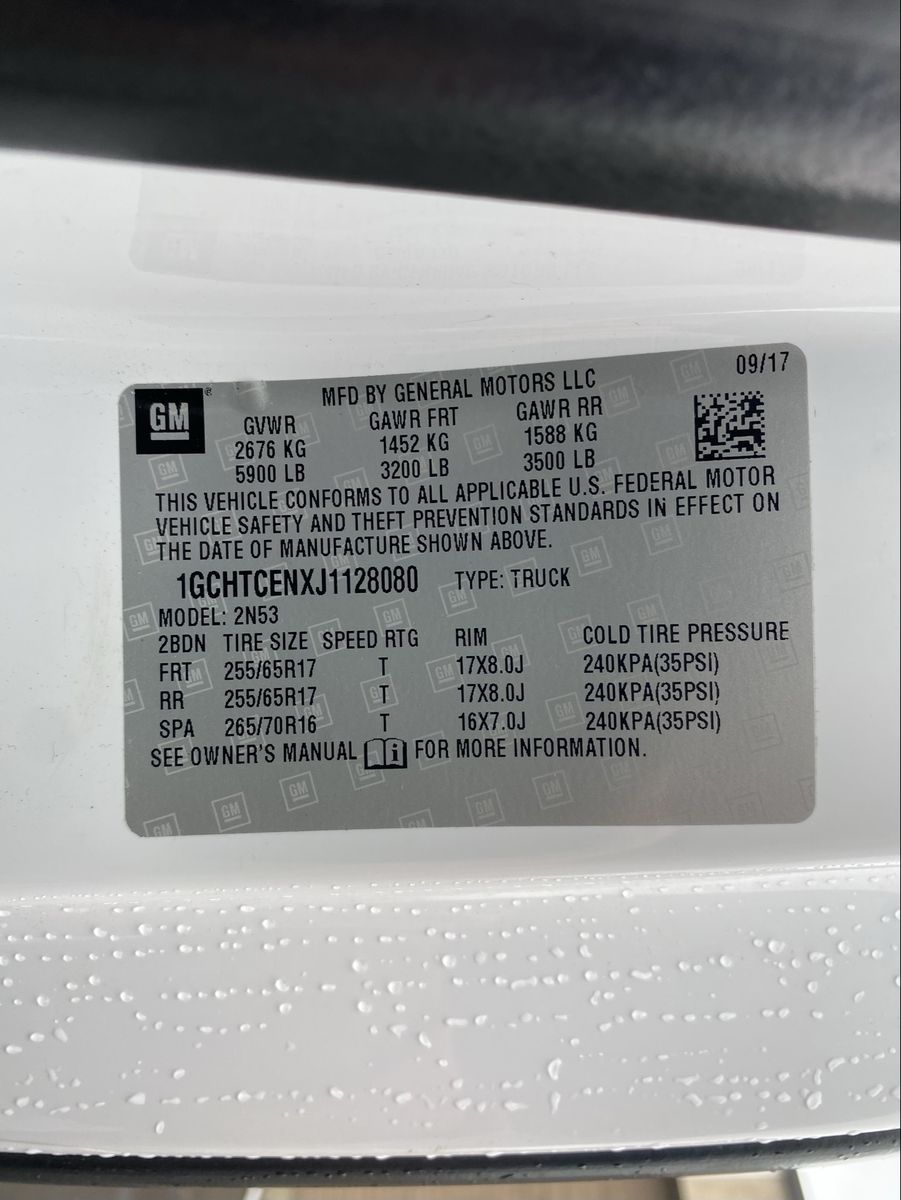 09/17
GM®
MFD BY GENERAL MOTORS LLC
GVWR GAWR FRT GAWR RR
2676 KG 1452 KG 1588 KG
5900 LB 3200 LB 3500 LB
THIS VEHICLE CONFORMS TO ALL APPLICABLE U.S. FEDERAL MOTOR
VEHICLE SAFETY AND THEFT PREVENTION STANDARDS IN EFFECT ON
THE DATE OF MANUFACTURE SHOWN ABOVE.
1GCHTCENXJ1128080 TYPE: TRUCK
MODEL: 2N53
2BDN TIRE SIZE SPEED RTG RIM COLD TIRE PRESSURE
FRT 255/65R17 T 17X8.0J 240KPA(35PSI)
RR 255/65R17 T 17X8.0J 240KPA(35PSI)
SPA 265/70R16 T 16X7.0J 240KPA(35PSI)
SEE OWNER'S MANUAL i FOR MORE INFORMATION.